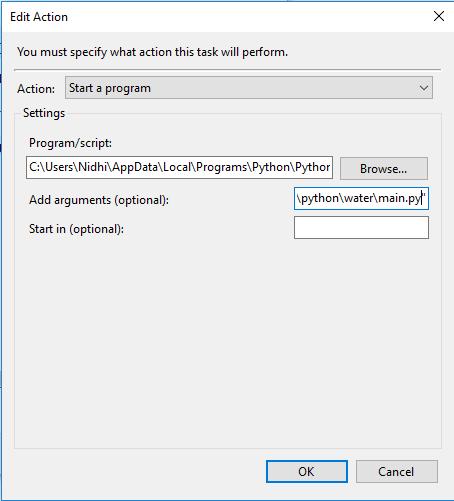 Edit Action
You must specify what action this task will perform.
Action: Start a program
Settings
Program/script:
C:\Users\Nidhi\AppData\Local\Programs\Python\Python Browse...
Add arguments (optional): \python\water\main.py"
Start in (optional):
OK Cancel